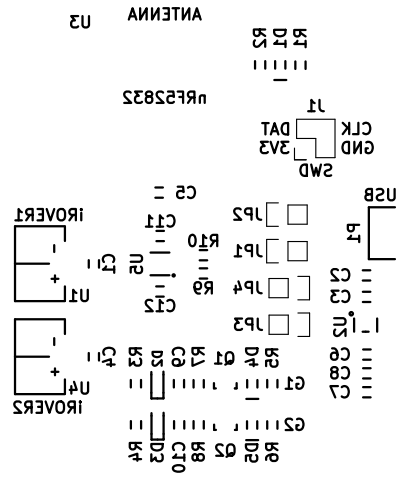 U3
ANTENNA
R2
D1
R1
nRF52832
J1
DAT
CLK
3V3
GND
SWD
C5
USB
iROVER1
C11
JP2
P1
R10
U5
JP1
C1
C2
R9
JP4
C3
U1
C12
U2
JP3
C4
R3
D2
C9
R7
Q1
D4
R5
C6
C8
G1
U4
C7
iROVER2
G2
R4
D3
C10
R8
Q2
D5
R6